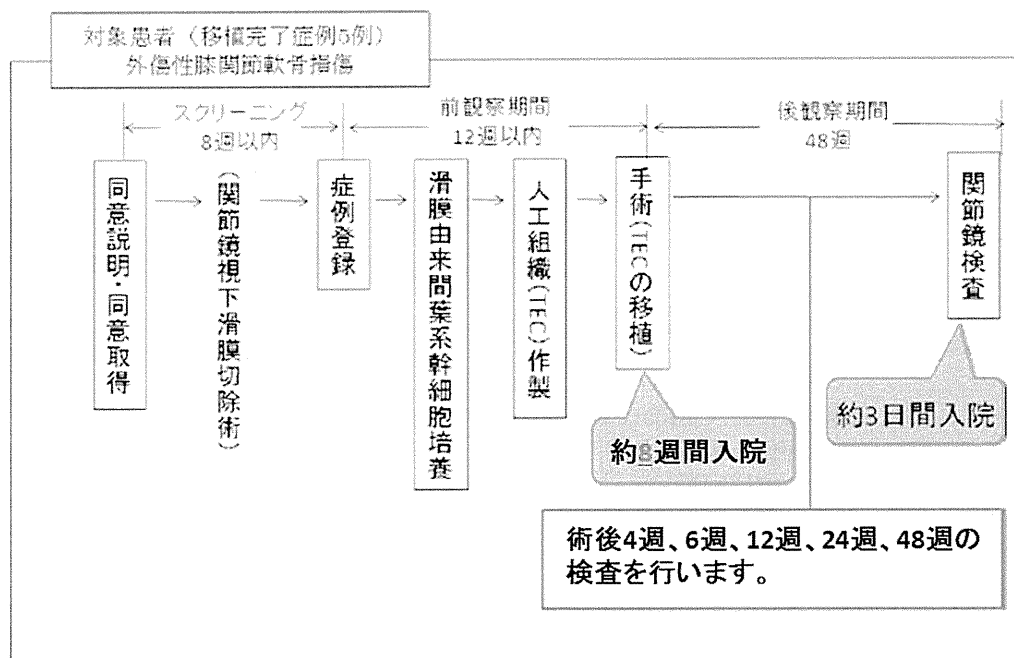 対象患者（移植完了症例5例）
外傷性膝関節軟骨損傷
スクリーニング
8週以内
前観察期間
12週以内
後観察期間
48週
同意説明・同意取得
（関節鏡視下滑膜切除術）
症例登録
滑膜由来間葉系幹細胞培養
人工組織（TEC）作製
手術（TECの移植）
関節鏡検査
約8週間入院
約3日間入院
術後4週、6週、12週、24週、48週の
検査を行います。